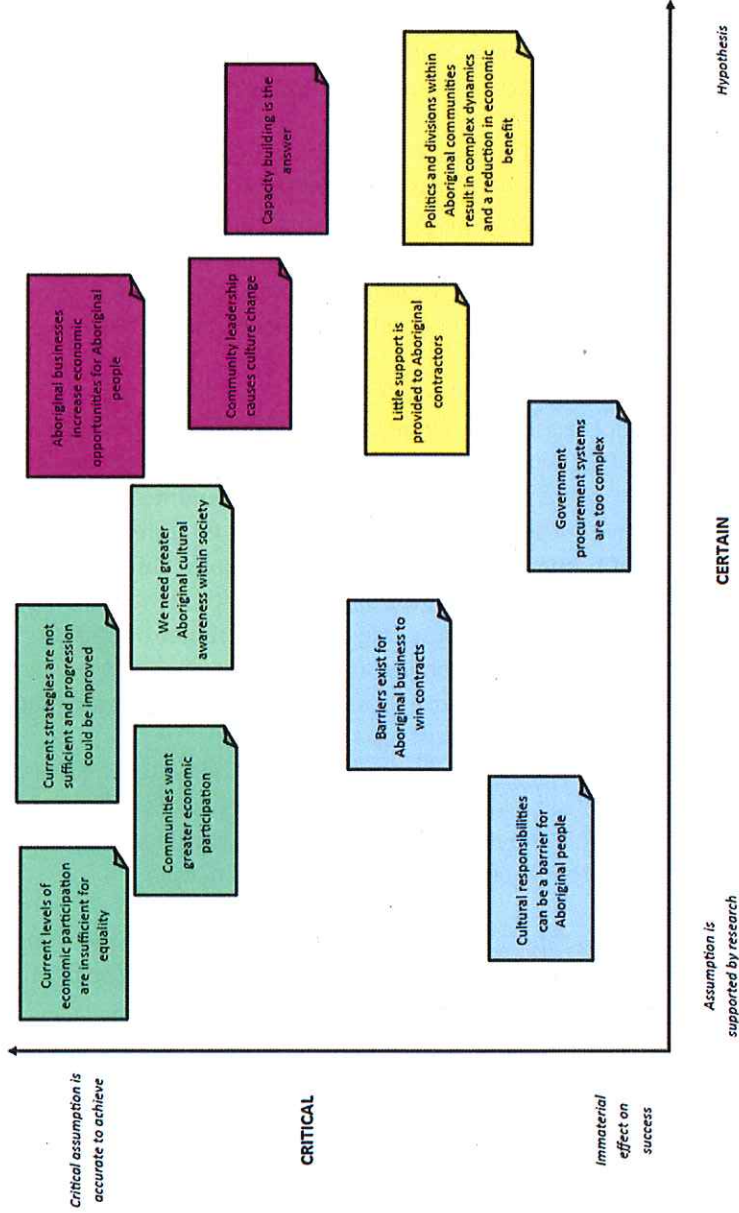 Critical assumption is
accurate to achieve
CRITICAL
Immaterial
effect on
success
Current levels of
economic participation
are insufficient for
equality
Current strategies are not
sufficient and progression
could be improved
Communities want
greater economic
participation
We need greater
Aboriginal cultural
awareness within society
Aboriginal businesses
increase economic
opportunities for Aboriginal
people
Community leadership
causes culture change
Capacity building is the
answer
Barriers exist for
Aboriginal business to
win contracts
Little support is
provided to Aboriginal
contractors
Politics and divisions within
Aboriginal communities
result in complex dynamics
and a reduction in economic
benefit
Cultural responsibilities
can be a barrier for
Aboriginal people
Government
procurement systems
are too complex
Assumption is
supported by research
CERTAIN
Hypothesis